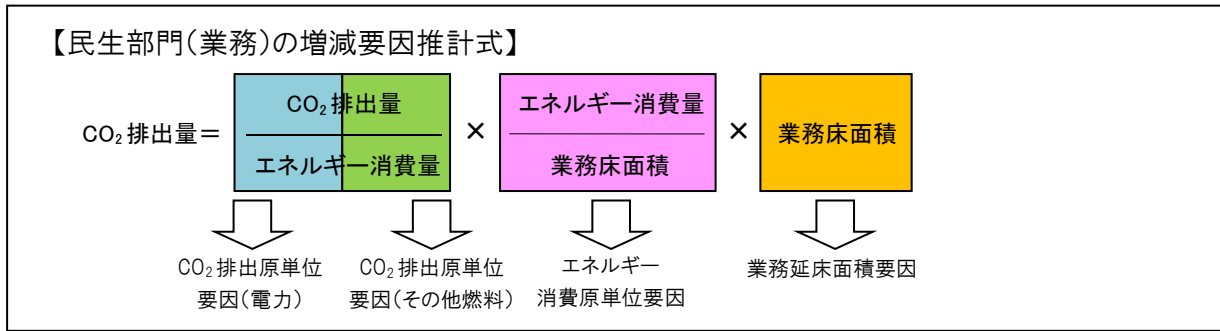 【民生部門(業務)の増減要因推計式】
CO₂排出量＝
CO₂排出量
エネルギー消費量
×
エネルギー消費量
業務床面積
×
業務床面積
CO₂排出原単位
要因(電力)
CO₂排出原単位
要因(その他燃料)
エネルギー
消費原単位要因
業務延床面積要因